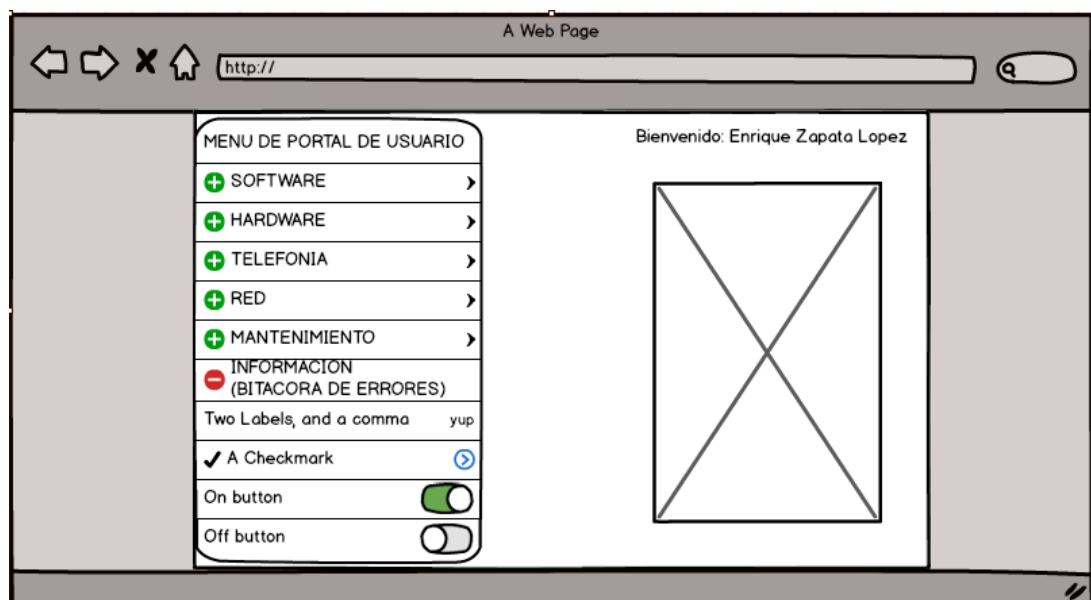 A Web Page
http://
MENU DE PORTAL DE USUARIO
SOFTWARE
HARDWARE
TELEFONIA
RED
MANTENIMIENTO
INFORMACION
(BITACORA DE ERRORES)
Two Labels, and a comma yup
A Checkmark
On button
Off button
Bienvenido: Enrique Zapata Lopez